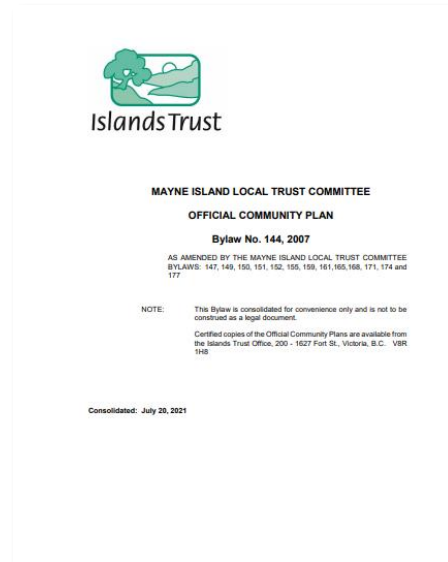 Islands Trust
MAYNE ISLAND LOCAL TRUST COMMITTEE
OFFICIAL COMMUNITY PLAN
Bylaw No. 144, 2007
AS AMENDED BY THE MAYNE ISLAND LOCAL TRUST COMMITTEE
BYLAWS: 147, 149, 150, 151, 152, 155, 159, 161,165,168, 171, 174 and
177
NOTE: This Bylaw is consolidated for convenience only and is not to be
construed as a legal document.
Certified copies of the Official Community Plans are available from
the Islands Trust Office, 200 - 1627 Fort St., Victoria, B.C. V8R
1H8
Consolidated: July 20, 2021